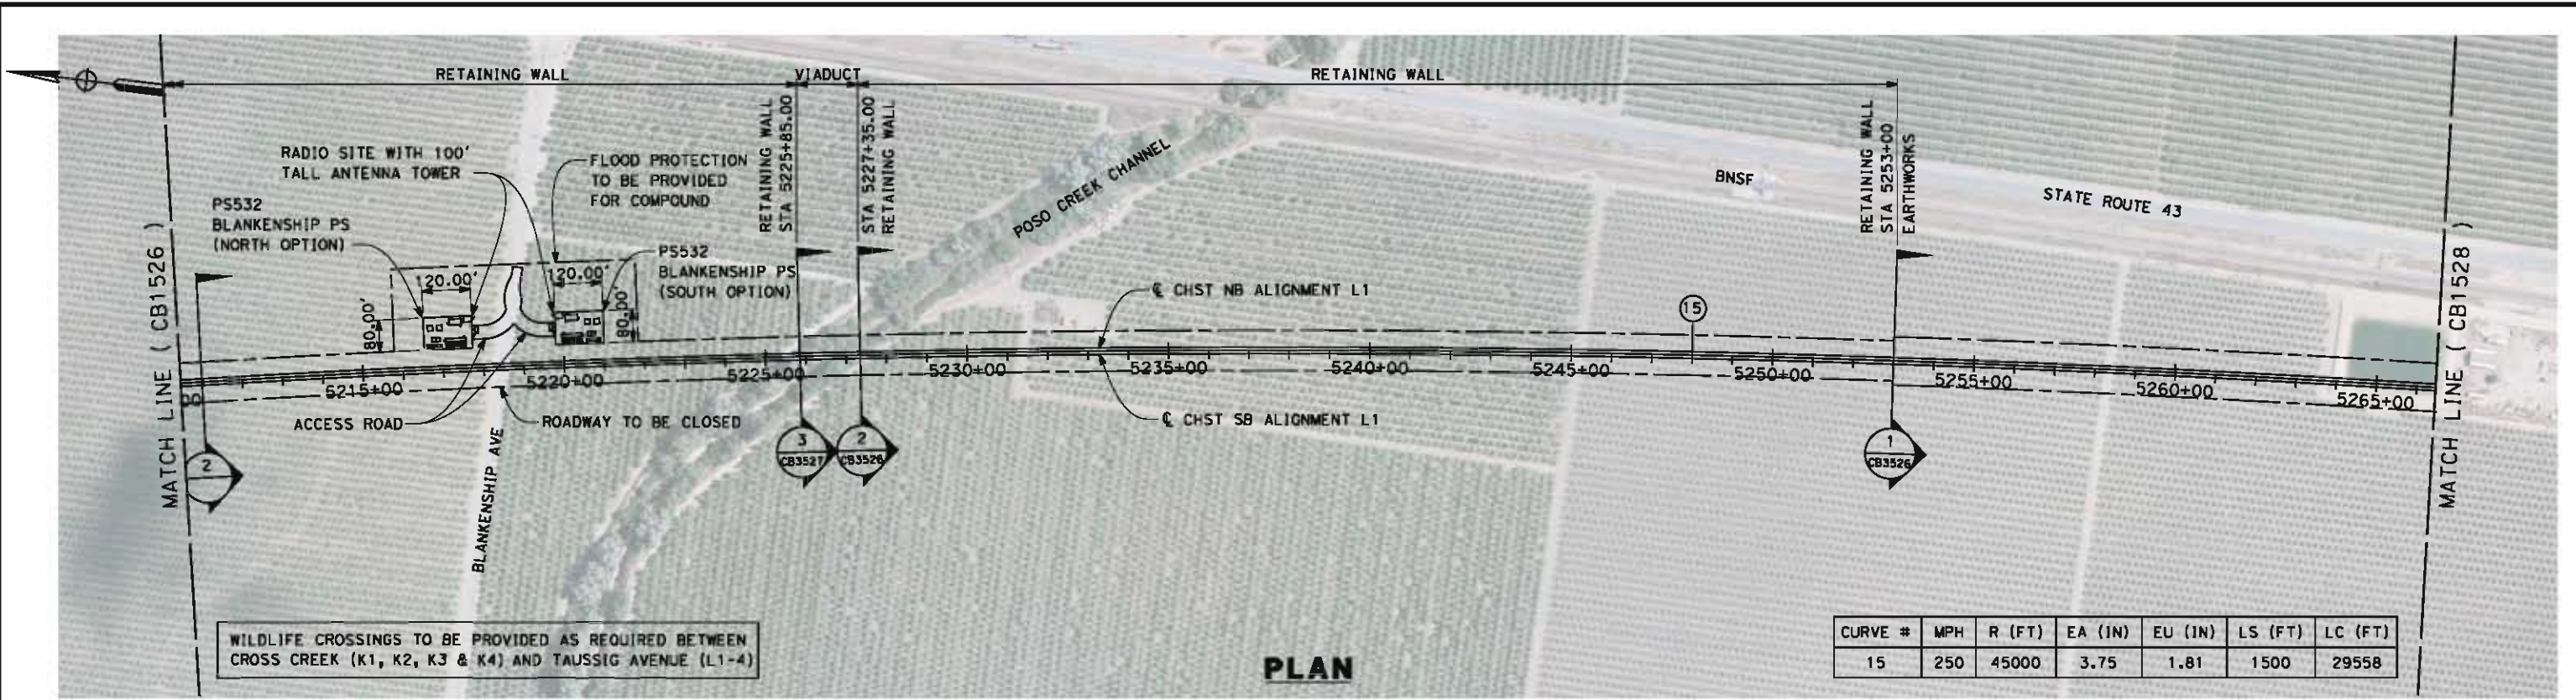 RETAINING WALL
VIADUCT
RETAINING WALL
RADIO SITE WITH 100'
TALL ANTENNA TOWER
FLOOD PROTECTION
TO BE PROVIDED
FOR COMPOUND
RETAINING WALL
STA 5225+85.00
STA 5227+35.00
RETAINING WALL
POSO CREEK CHANNEL
RETAINING WALL
STA 5253+00
EARTHWORKS
BNSF
STATE ROUTE 43
PS532
BLANKENSHIP PS
(NORTH OPTION)
PS532
BLANKENSHIP PS
(SOUTH OPTION)
120.00'
120.00'
80.00'
80.00'
MATCH LINE ( CB1526 )
MATCH LINE ( CB1528 )
℄ CHST NB ALIGNMENT L1
15
00
5215+00
5220+00
5225+00
5230+00
5235+00
5240+00
5245+00
5250+00
5255+00
5260+00
5265+00
ACCESS ROAD
ROADWAY TO BE CLOSED
℄ CHST SB ALIGNMENT L1
BLANKENSHIP AVE
2
3
CB3527
2
CB3526
1
CB3526
WILDLIFE CROSSINGS TO BE PROVIDED AS REQUIRED BETWEEN
CROSS CREEK (K1, K2, K3 & K4) AND TAUSSIG AVENUE (L1-4)
PLAN
CURVE # MPH R (FT) EA (IN) EU (IN) LS (FT) LC (FT)
15 250 45000 3.75 1.81 1500 29558